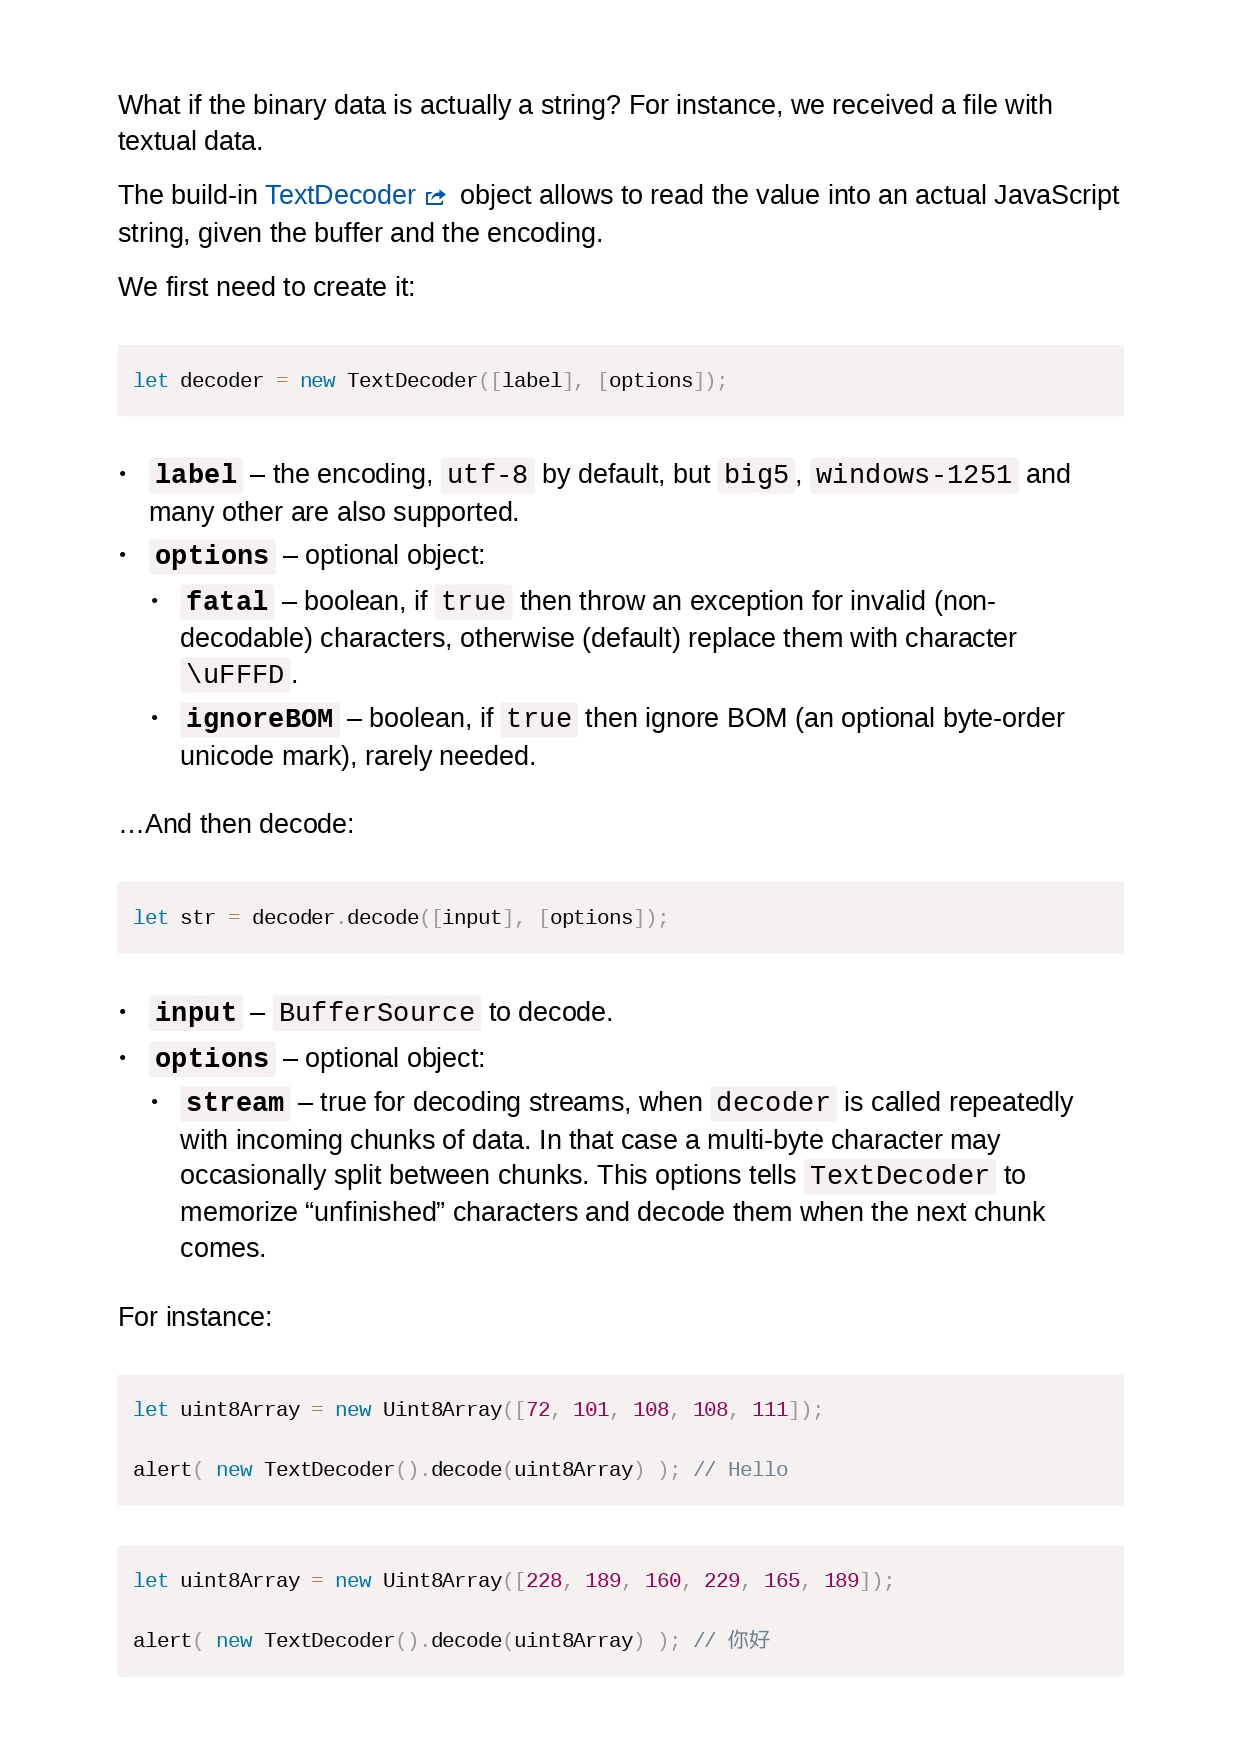 What if the binary data is actually a string? For instance, we received a file with
textual data.
The build-in TextDecoder object allows to read the value into an actual JavaScript
string, given the buffer and the encoding.
We first need to create it:
let decoder = new TextDecoder([label], [options]);
• label – the encoding, utf-8 by default, but big5, windows-1251 and
many other are also supported.
• options – optional object:
• fatal – boolean, if true then throw an exception for invalid (non-
decodable) characters, otherwise (default) replace them with character
\uFFFD.
• ignoreBOM – boolean, if true then ignore BOM (an optional byte-order
unicode mark), rarely needed.
…And then decode:
let str = decoder.decode([input], [options]);
• input – BufferSource to decode.
• options – optional object:
• stream – true for decoding streams, when decoder is called repeatedly
with incoming chunks of data. In that case a multi-byte character may
occasionally split between chunks. This options tells TextDecoder to
memorize “unfinished” characters and decode them when the next chunk
comes.
For instance:
let uint8Array = new Uint8Array([72, 101, 108, 108, 111]);
alert( new TextDecoder().decode(uint8Array) ); // Hello
let uint8Array = new Uint8Array([228, 189, 160, 229, 165, 189]);
alert( new TextDecoder().decode(uint8Array) ); // 你好